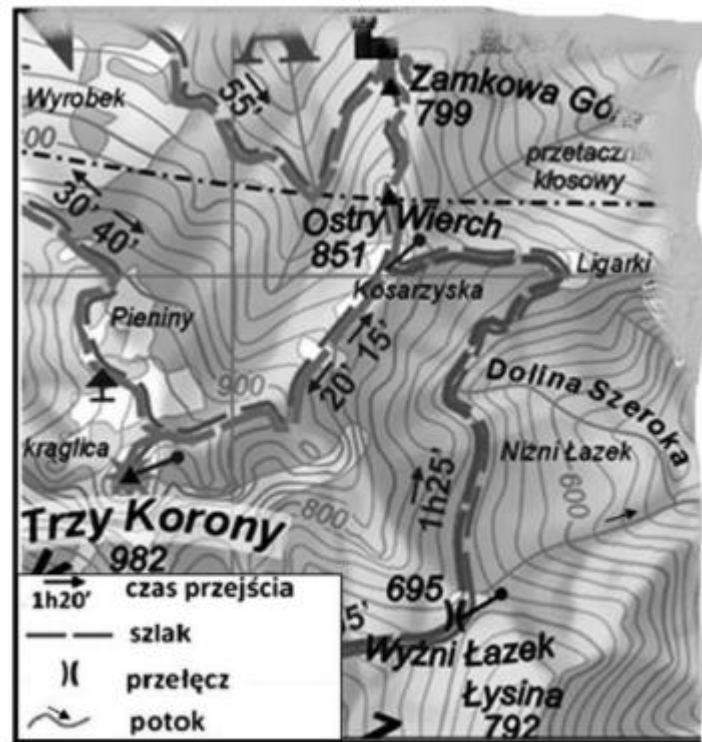 A
Wyrobek
55'
Zamkowa Góra
799
przetacznik
kłosowy
30' 40'
Ostry Wierch
851
Ligarki
Kosarzyska
Pieniny
20' 15'
900
Dolina Szeroka
kraglica
Niżni Łazek
1h25'
600
Trzy Korony
800
982
695
5'
Wyżni Łazek
Łysina
792
1h20'
czas przejścia
szlak
przełęcz
potok